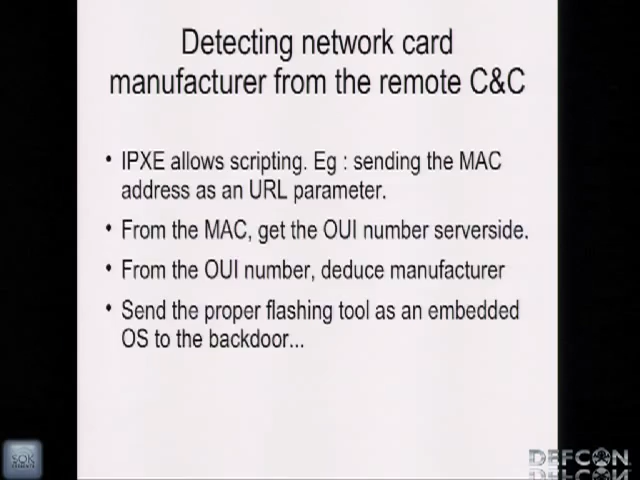 Detecting network card
manufacturer from the remote C&C
• IPXE allows scripting. Eg : sending the MAC
address as an URL parameter.
• From the MAC, get the OUI number serverside.
• From the OUI number, deduce manufacturer
• Send the proper flashing tool as an embedded
OS to the backdoor...
DEFCON